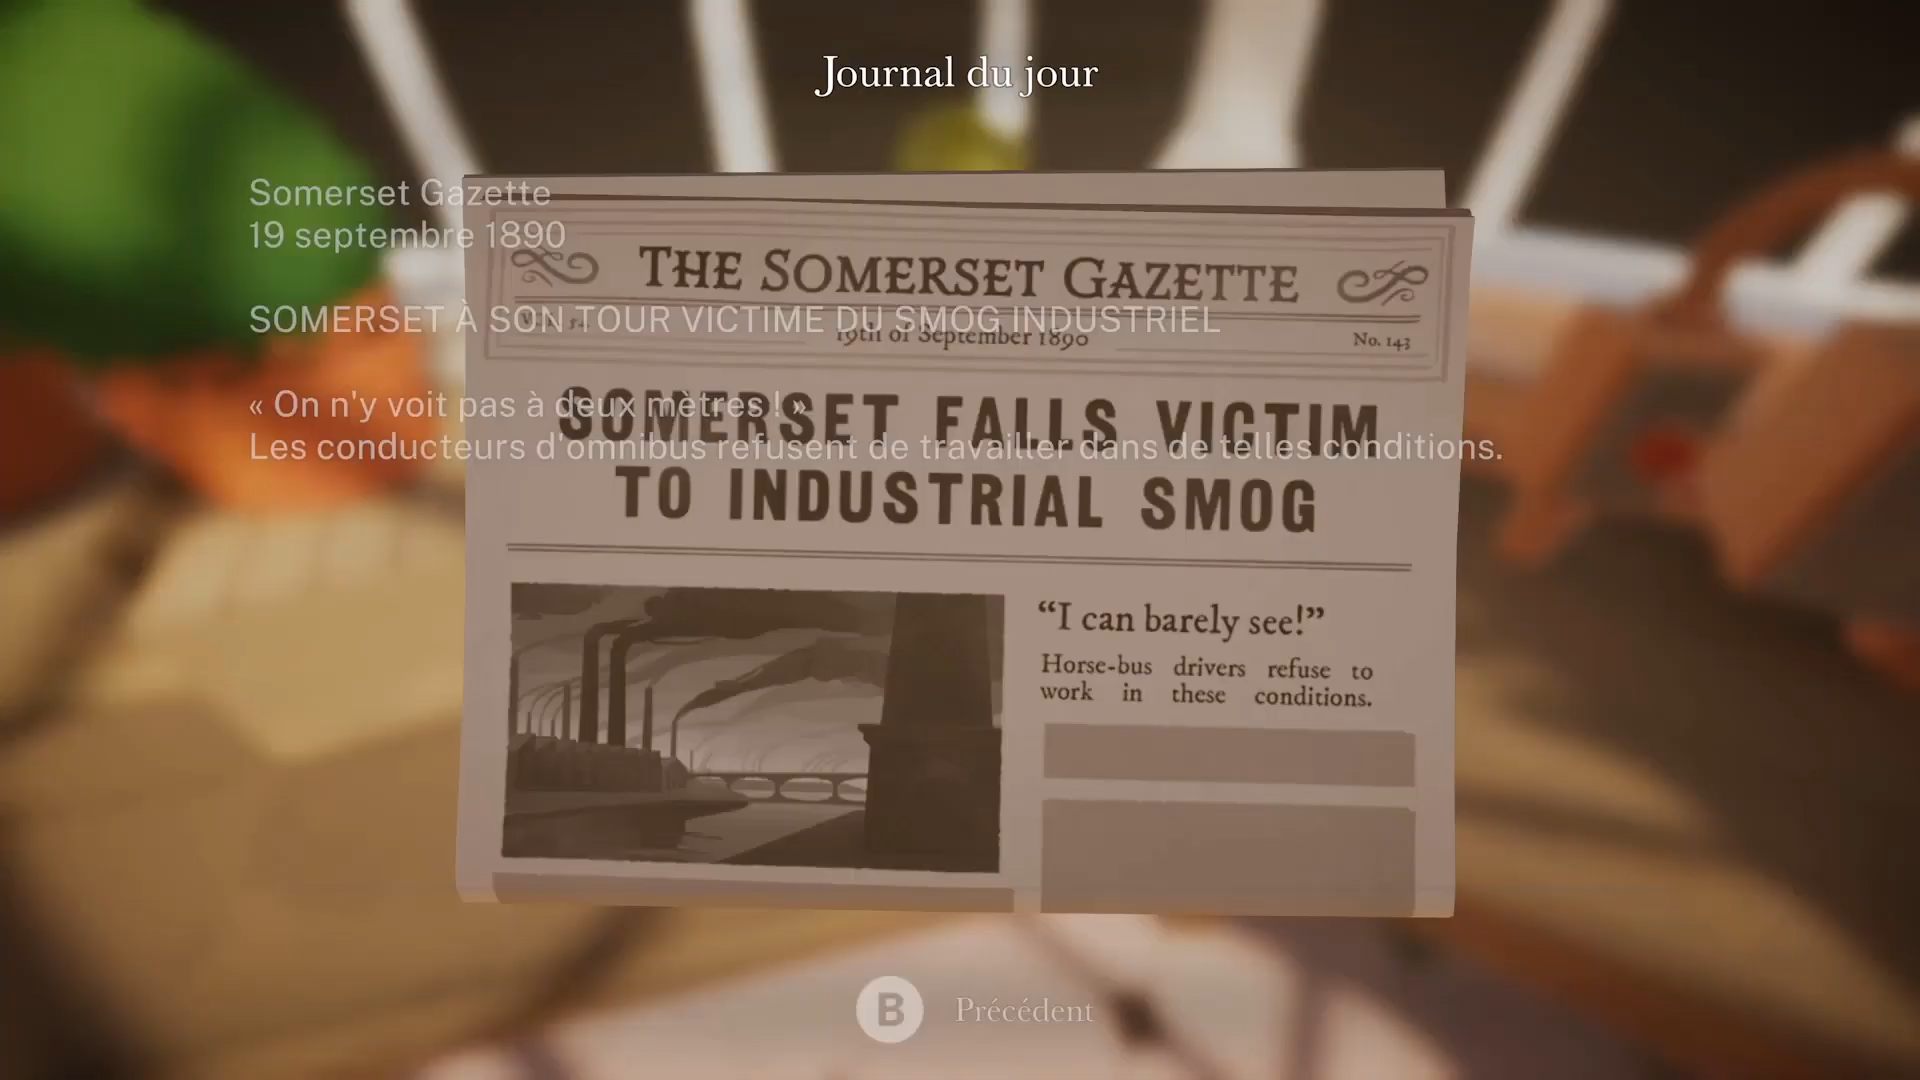 Journal du jour
Somerset Gazette
19 septembre 1890
SOMERSET À SON TOUR VICTIME DU SMOG INDUSTRIEL
« On n'y voit pas à deux mètres ! »
Les conducteurs d'omnibus refusent de travailler dans de telles conditions.
THE SOMERSET GAZETTE
19th of September 1890
No. 143
SOMERSET FALLS VICTIM
TO INDUSTRIAL SMOG
“I can barely see!”
Horse-bus drivers refuse to
work in these conditions.
B Précédent